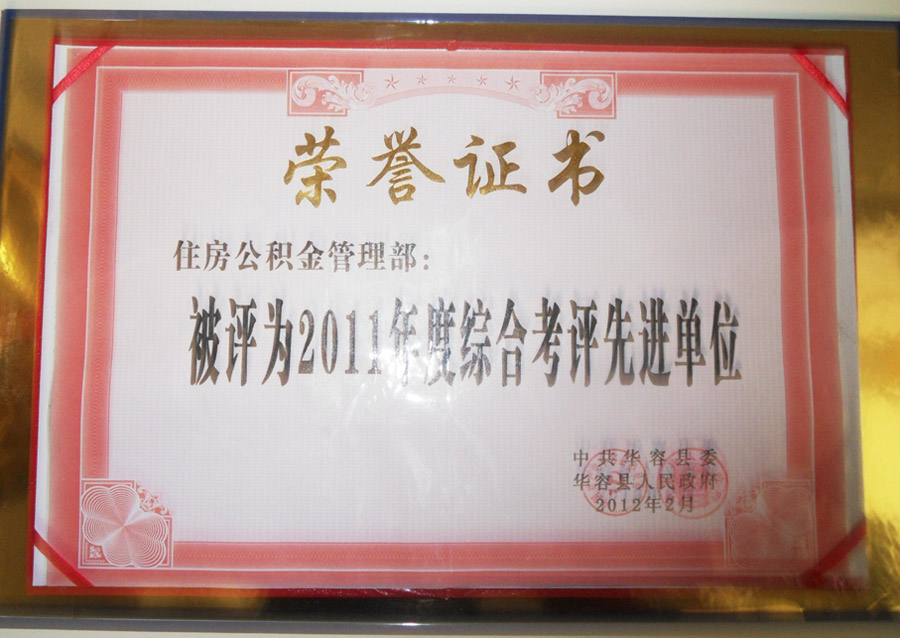 荣誉证书
住房公积金管理部：
被评为2011年度综合考评先进单位
中共华容县委
华容县人民政府
2012年2月